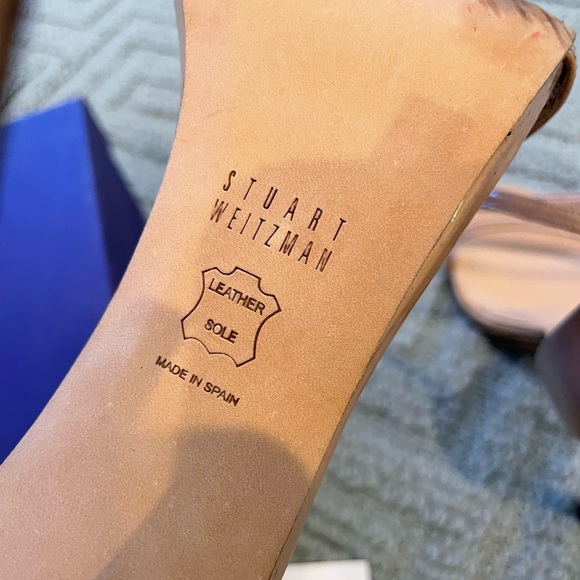 STUART
WEITZMAN
LEATHER
SOLE
MADE IN SPAIN